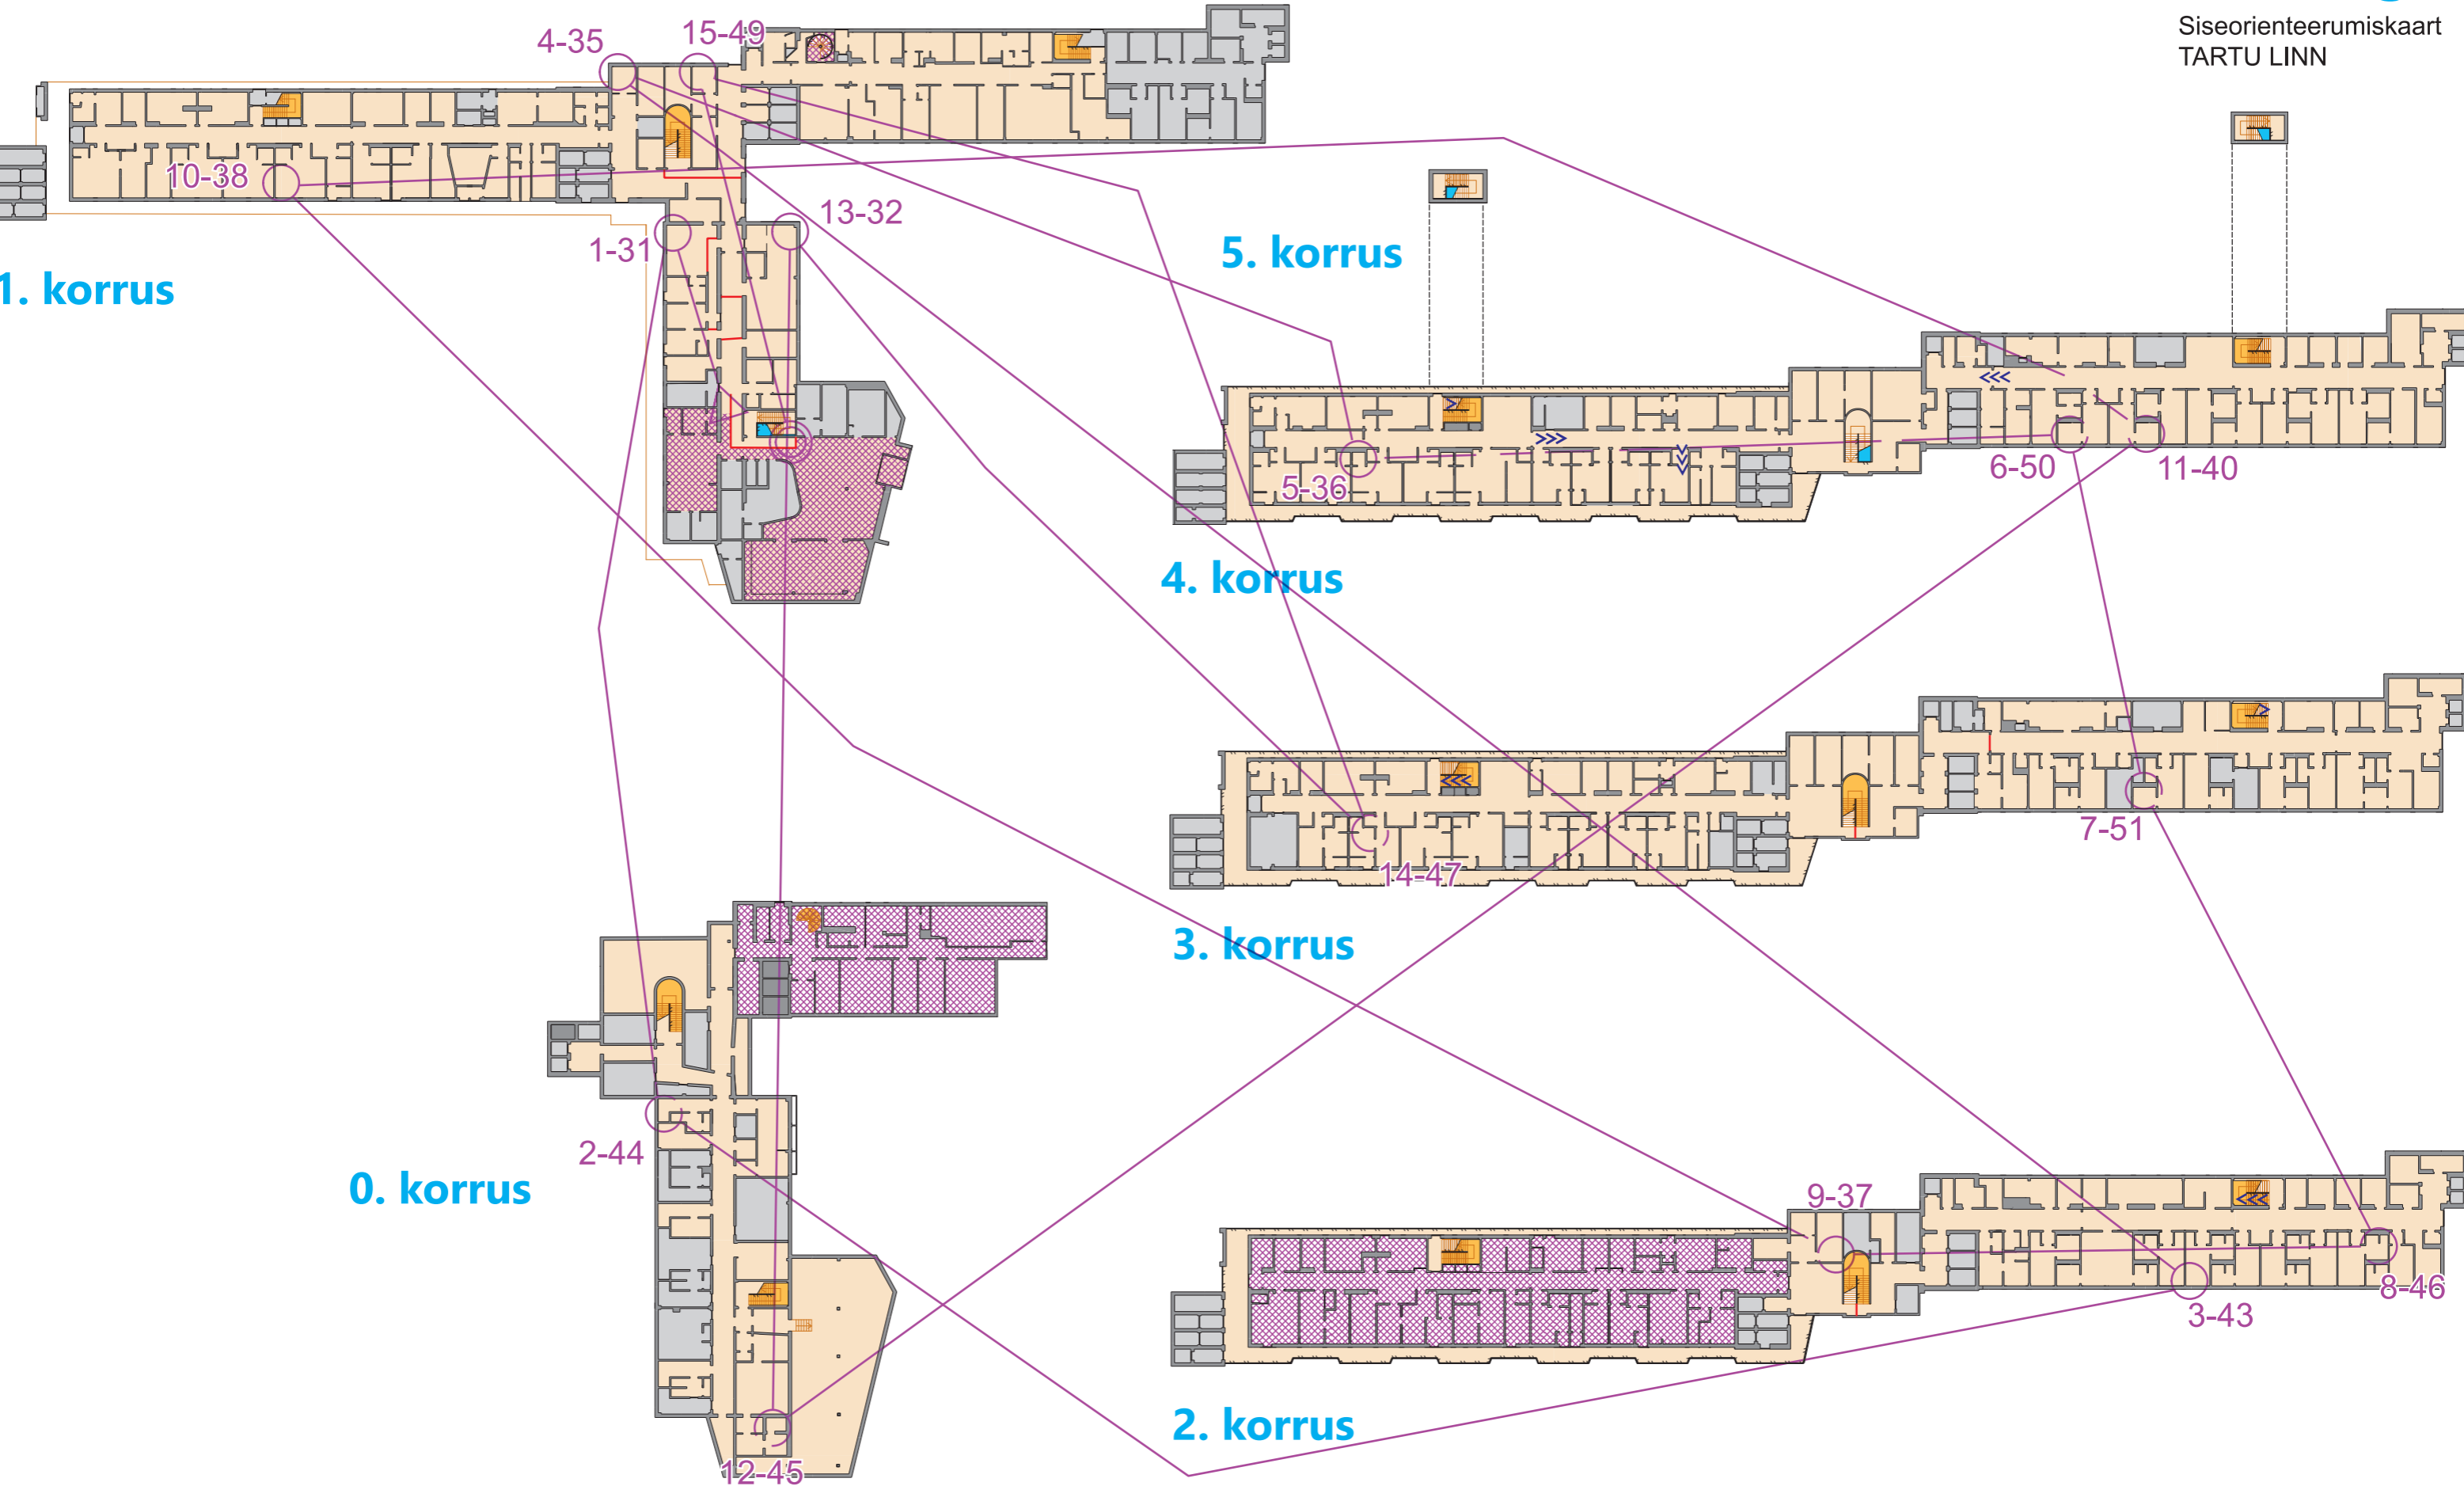 Siseorienteerumiskaart
TARTU LINN
4-35
15-49
10-38
1-31
13-32
1. korrus
5. korrus
5-36
6-50
11-40
4. korrus
7-51
14-47
3. korrus
2-44
0. korrus
9-37
8-46
3-43
2. korrus
12-45